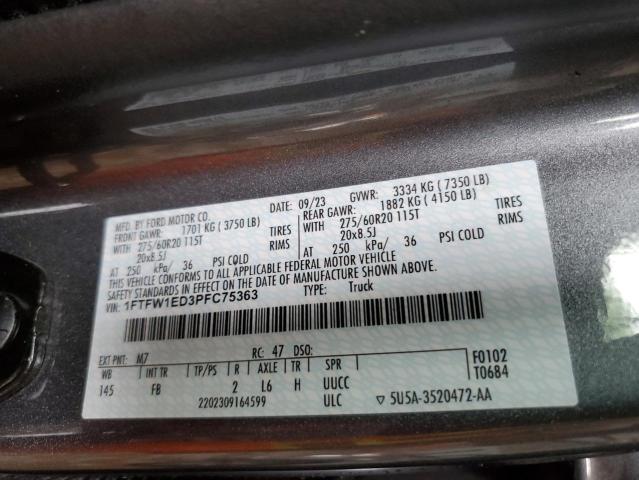 MFD. BY FORD MOTOR CO. DATE: 09/23 GVWR: 3334 KG ( 7350 LB)
FRONT GAWR: 1701 KG ( 3750 LB) REAR GAWR: 1882 KG ( 4150 LB)
WITH 275/60R20 115T TIRES WITH 275/60R20 115T TIRES
20x8.5J RIMS 20x8.5J RIMS
AT 250 kPa/ 36 PSI COLD AT 250 kPa/ 36 PSI COLD
THIS VEHICLE CONFORMS TO ALL APPLICABLE FEDERAL MOTOR VEHICLE
SAFETY STANDARDS IN EFFECT ON THE DATE OF MANUFACTURE SHOWN ABOVE.
VIN: 1FTFW1ED3PFC75363 TYPE: Truck
EXT PNT: M7 RC: 47 DSO: F0102
WB INT TR TP/PS R AXLE TR SPR T0684
145 FB 2 L6 H UUCC
2202309164599 ULC ▽ 5U5A-3520472-AA